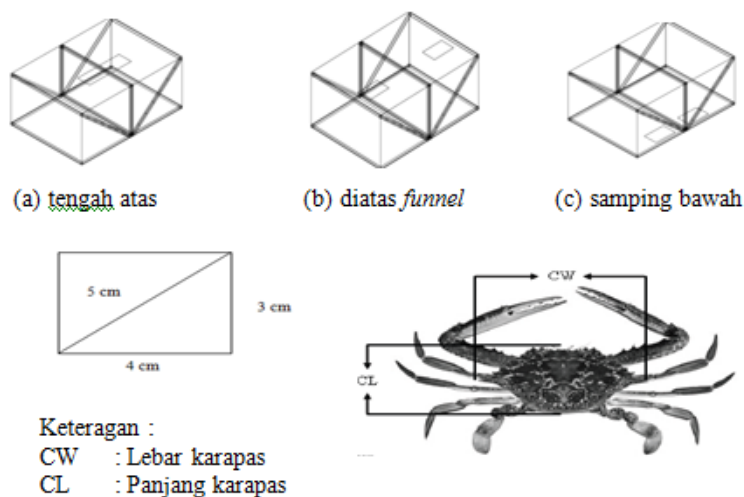 (a) tengah atas
(b) diatas funnel
(c) samping bawah
5 cm
3 cm
4 cm
CW
CL
Keteragan :
CW : Lebar karapas
CL : Panjang karapas